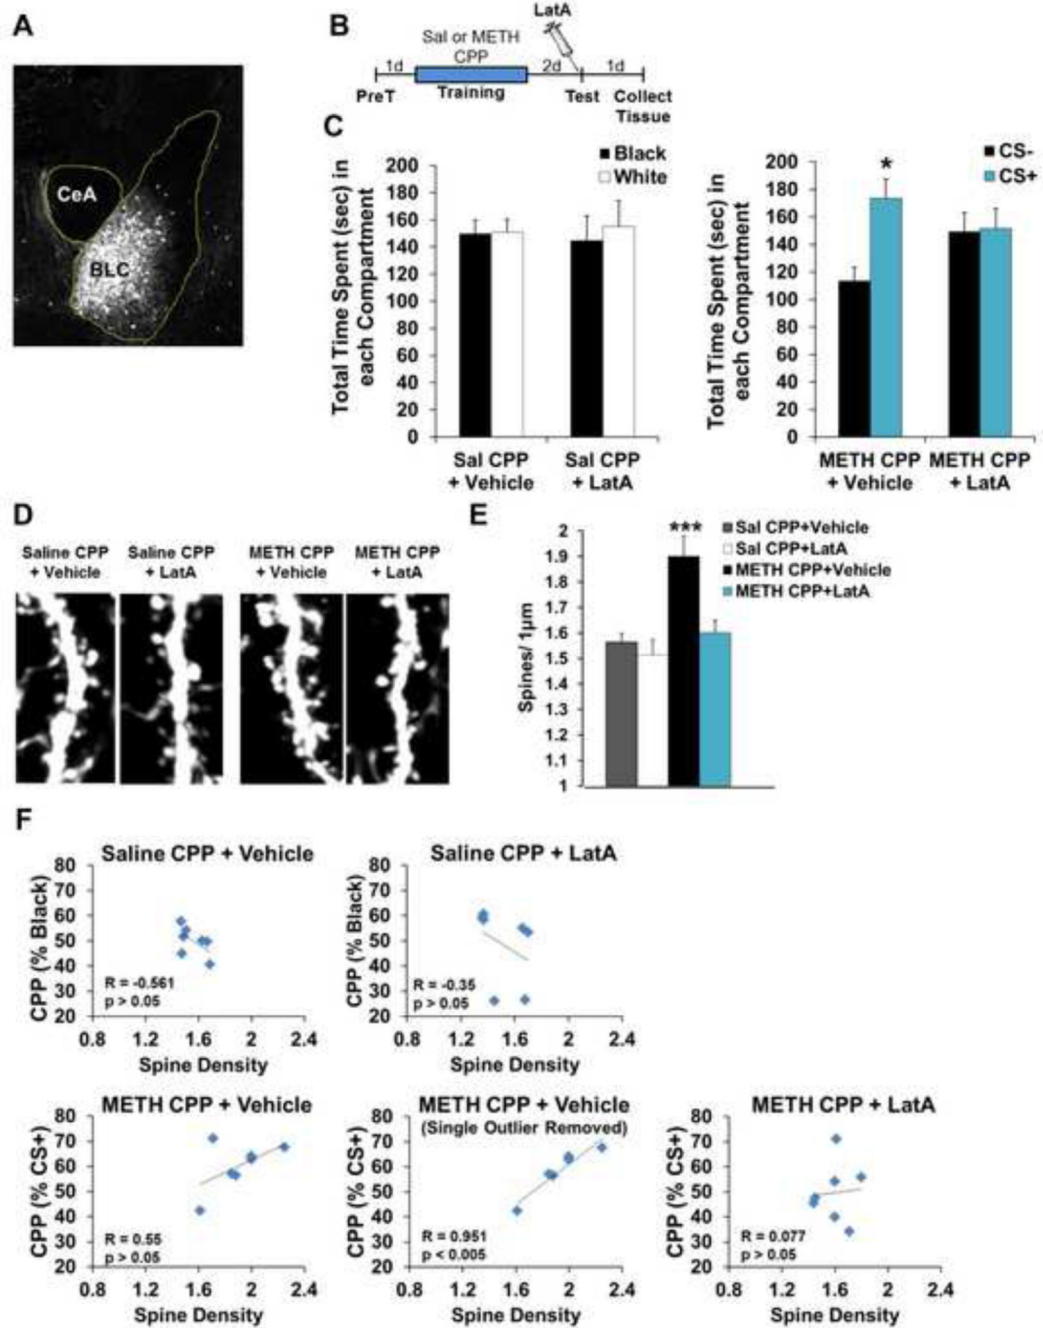 A
CeA
BLC
B
LatA
Sal or METH
CPP
1d
2d
1d
PreT
Training
Test
Collect
Tissue
C
Total Time Spent (sec) in
each Compartment
200
180
160
140
120
100
80
60
40
20
0
Black
White
Sal CPP
+ Vehicle
Sal CPP
+ LatA
Total Time Spent (sec) in
each Compartment
200
180
160
140
120
100
80
60
40
20
0
*
CS-
CS+
METH CPP
+ Vehicle
METH CPP
+ LatA
D
Saline CPP
+ Vehicle
Saline CPP
+ LatA
METH CPP
+ Vehicle
METH CPP
+ LatA
E
Spines/ 1µm
2
1.9
1.8
1.7
1.6
1.5
1.4
1.3
1.2
1.1
1
***
Sal CPP+Vehicle
Sal CPP+LatA
METH CPP+Vehicle
METH CPP+LatA
F
Saline CPP + Vehicle
CPP (% Black)
80
70
60
50
40
30
20
R = -0.561
p > 0.05
0.8 1.2 1.6 2 2.4
Spine Density
Saline CPP + LatA
CPP (% Black)
80
70
60
50
40
30
20
R = -0.35
p > 0.05
0.8 1.2 1.6 2 2.4
Spine Density
METH CPP + Vehicle
CPP (% CS+)
80
70
60
50
40
30
20
R = 0.55
p > 0.05
0.8 1.2 1.6 2 2.4
Spine Density
METH CPP + Vehicle
(Single Outlier Removed)
CPP (% CS+)
80
70
60
50
40
30
20
R = 0.951
p < 0.005
0.8 1.2 1.6 2 2.4
Spine Density
METH CPP + LatA
CPP (% CS+)
80
70
60
50
40
30
20
R = 0.077
p > 0.05
0.8 1.2 1.6 2 2.4
Spine Density